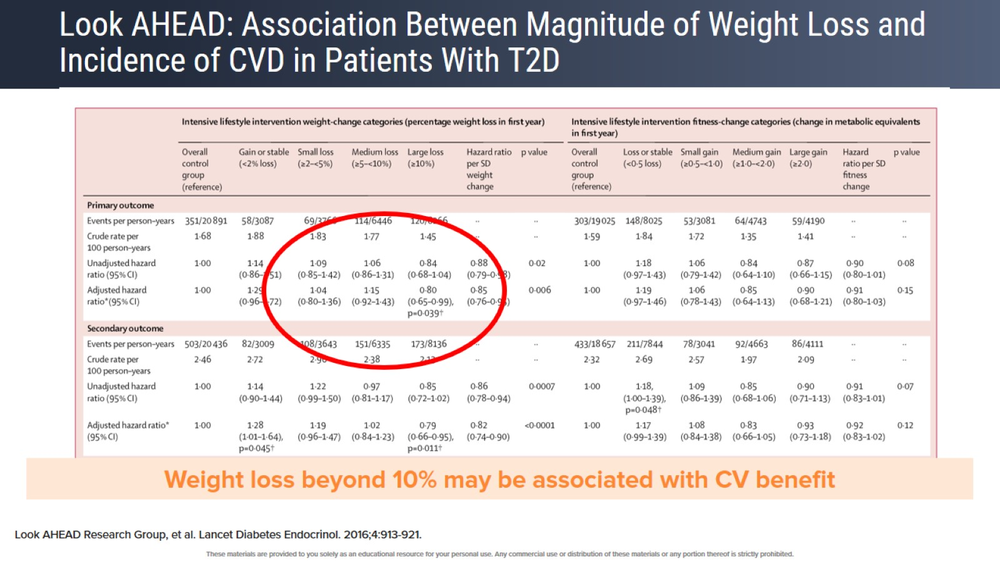 Look AHEAD: Association Between Magnitude of Weight Loss and
Incidence of CVD in Patients With T2D
Intensive lifestyle intervention weight-change categories (percentage weight loss in first year)
Intensive lifestyle intervention fitness-change categories (change in metabolic equivalents
in first year)
Overall control group (reference) Gain or stable (<2% loss) Small loss (≥2–<5%) Medium loss (≥5–<10%) Large loss (≥10%) Hazard ratio per SD weight change p value Overall control group (reference) Loss or stable (<0·5 loss) Small gain (≥0·5–<1·0) Medium gain (≥1·0–<2·0) Large gain (≥2·0) Hazard ratio per SD fitness change p value
Primary outcome
Events per person–years 351/20 891 58/3087 114/6446 ·· ·· 303/19 025 148/8025 53/3081 64/4743 59/4190 ·· ··
Crude rate per 100 person–years 1·68 1·88 1·83 1·77 1·45 ·· ·· 1·59 1·84 1·72 1·35 1·41 ·· ··
Unadjusted hazard ratio (95% CI) 1·00 1·14 1·09 (0·85–1·42) 1·06 (0·86–1·31) 0·84 (0·68–1·04) 0·88 0·02 1·00 1·18 (0·97–1·43) 1·06 (0·79–1·42) 0·84 (0·64–1·10) 0·87 (0·66–1·15) 0·90 (0·80–1·01) 0·08
Adjusted hazard ratio*(95% CI) 1·00 1·04 (0·80–1·36) 1·15 (0·92–1·43) 0·80 (0·65–0·99), p=0·039† 0·85 0·006 1·00 1·19 (0·97–1·46) 1·06 (0·78–1·43) 0·85 (0·64–1·13) 0·90 (0·68–1·21) 0·91 (0·80–1·03) 0·15
Secondary outcome
Events per person–years 503/20 436 82/3009 108/3643 151/6335 173/8136 ·· ·· 433/18 657 211/7844 78/3041 92/4663 86/4111 ·· ··
Crude rate per 100 person–years 2·46 2·72 2·38 ·· ·· 2·32 2·69 2·57 1·97 2·09 ·· ··
Unadjusted hazard ratio (95% CI) 1·00 1·14 (0·90–1·44) 1·22 (0·99–1·50) 0·97 (0·81–1·17) 0·85 (0·72–1·02) 0·86 (0·78–0·94) 0·0007 1·00 1·18, (1·00–1·39), p=0·048† 1·09 (0·86–1·39) 0·85 (0·68–1·06) 0·90 (0·71–1·13) 0·91 (0·83–1·01) 0·07
Adjusted hazard ratio* (95% CI) 1·00 1·28 (1·01–1·64), p=0·045† 1·19 (0·96–1·47) 1·02 (0·84–1·23) 0·79 (0·66–0·95), p=0·011† 0·82 (0·74–0·90) <0·0001 1·00 1·17 (0·99–1·39) 1·08 (0·84–1·38) 0·83 (0·66–1·05) 0·93 (0·73–1·18) 0·92 (0·83–1·02) 0·12
Weight loss beyond 10% may be associated with CV benefit
Look AHEAD Research Group, et al. Lancet Diabetes Endocrinol. 2016;4:913-921.
These materials are provided to you solely as an educational resource for your personal use. Any commercial use or distribution of these materials or any portion thereof is strictly prohibited.